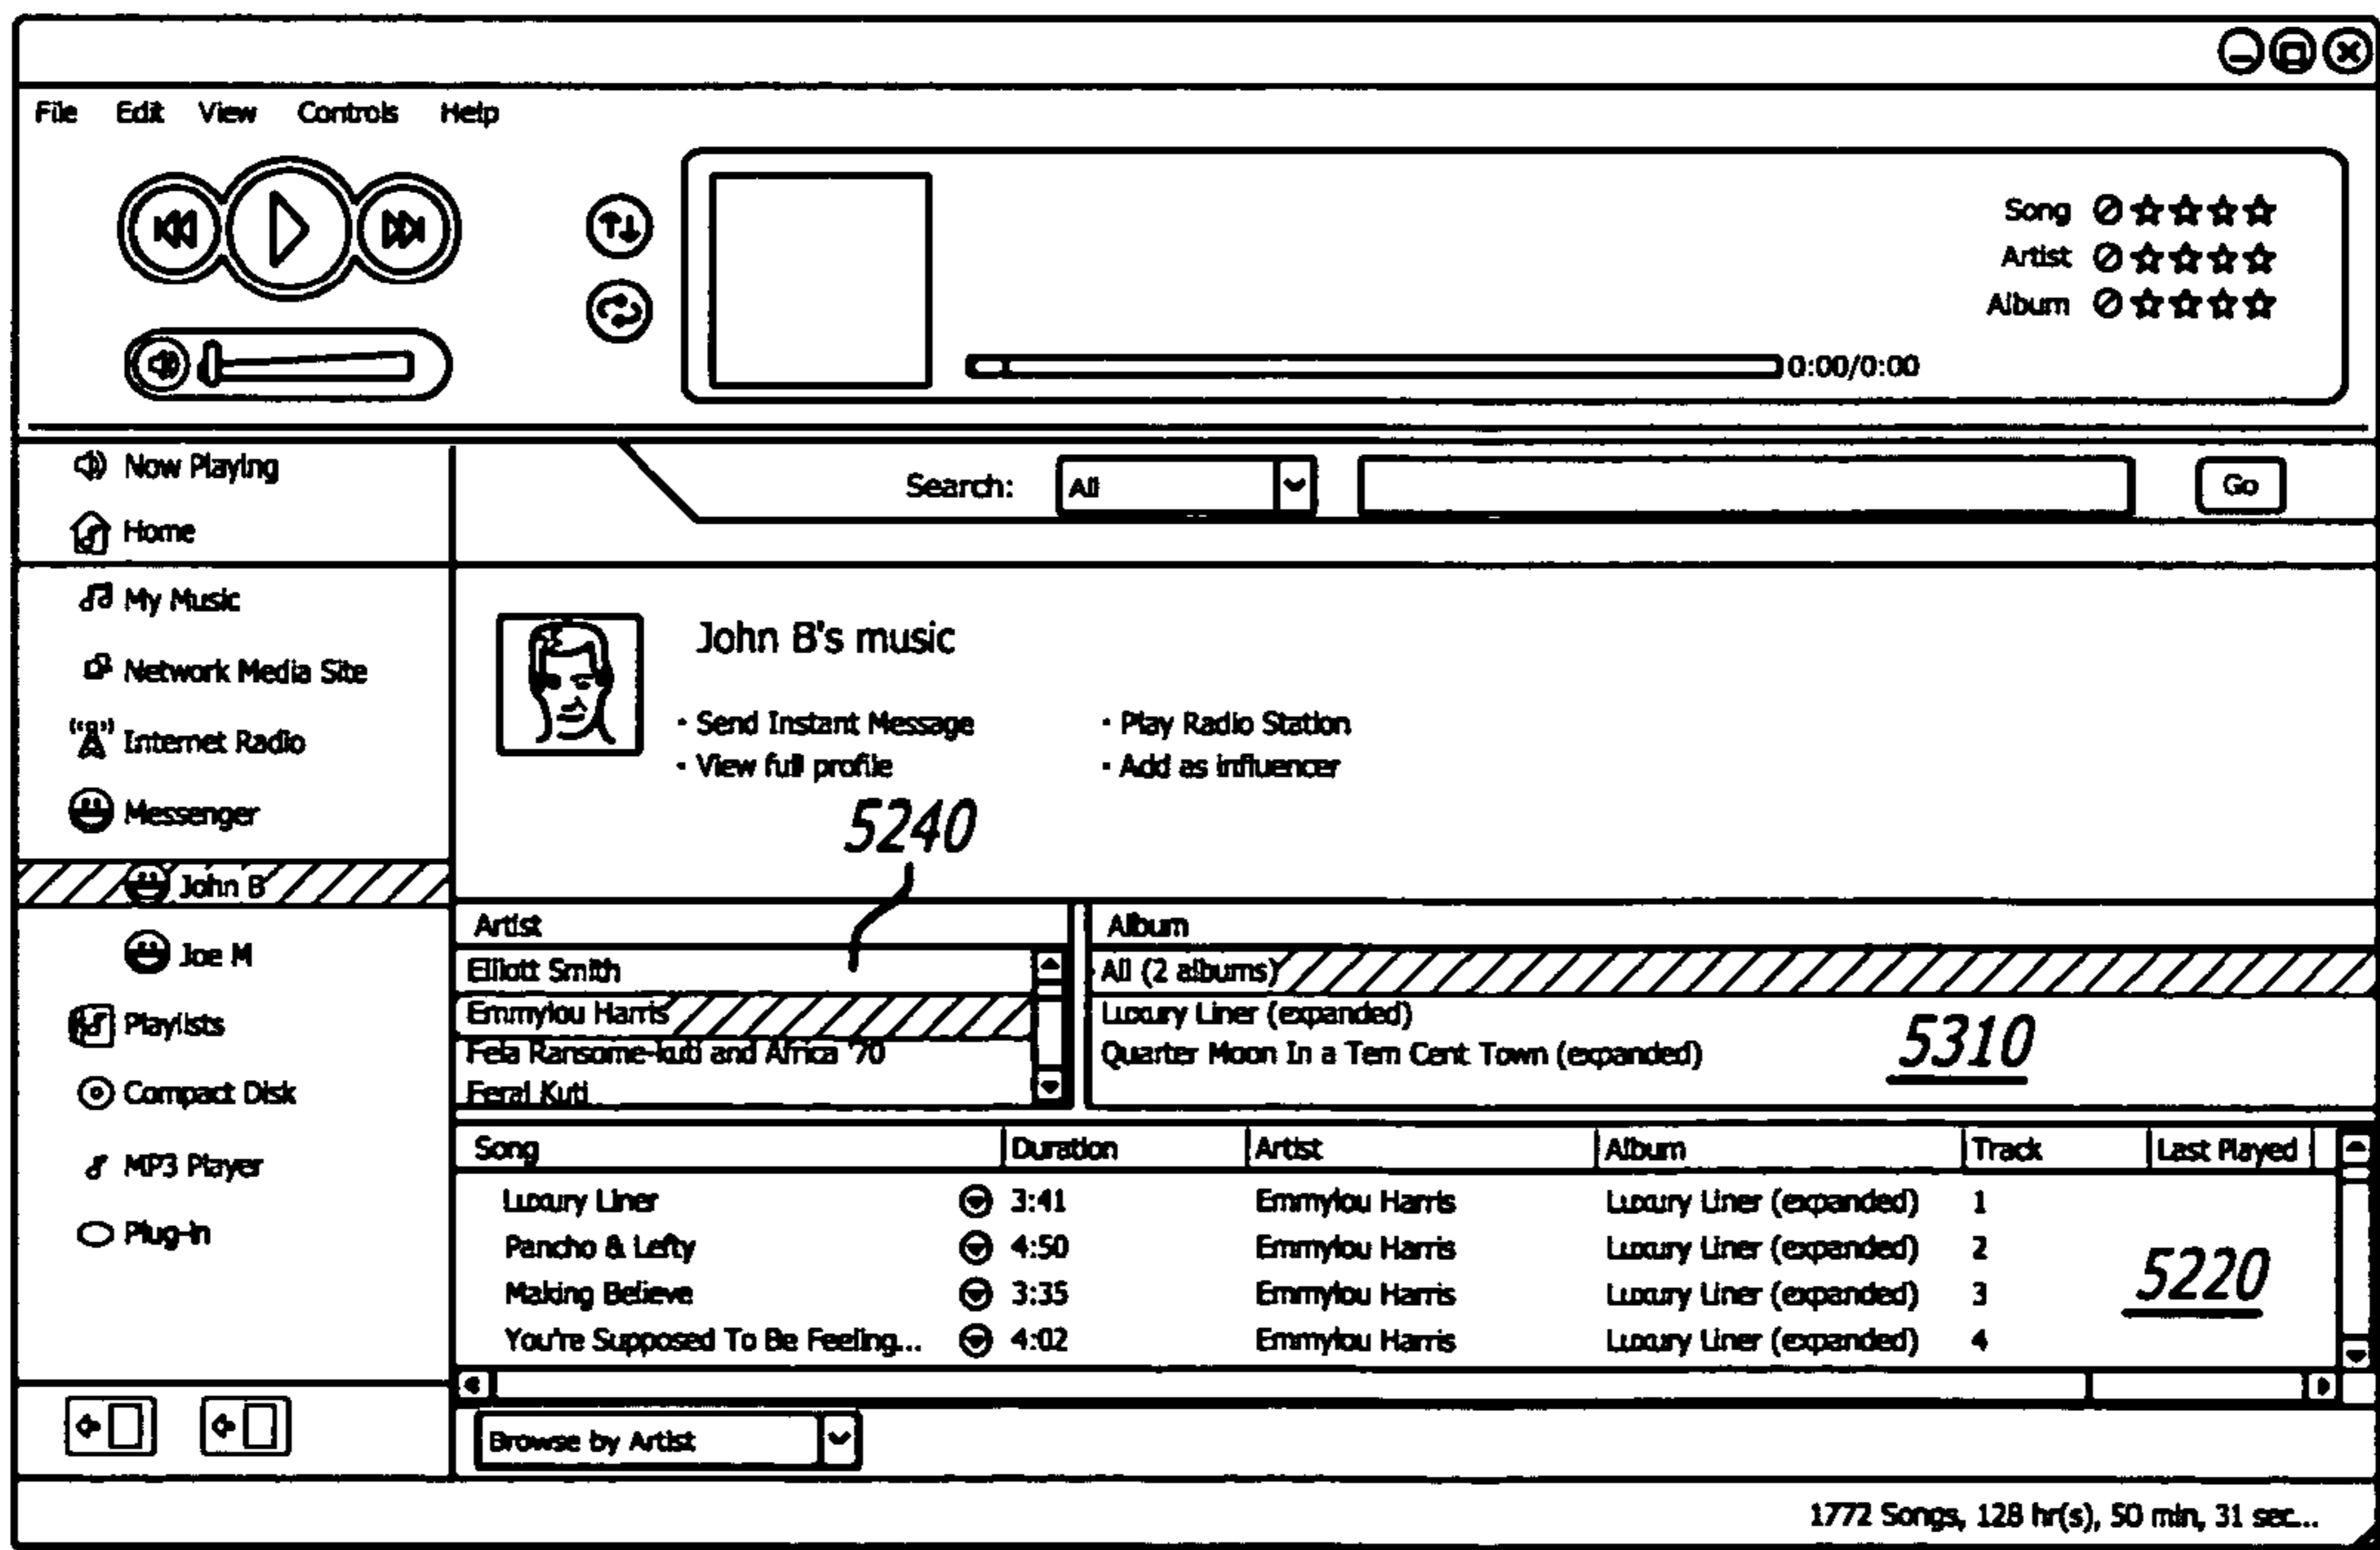 File Edit View Controls Help
Song
Artist
Album
0:00/0:00
Now Playing
Search: All Go
Home
My Music
Network Media Site
Internet Radio
Messenger
John B
Joe M
Playlists
Compact Disk
MP3 Player
Plug-in
John B's music
· Send Instant Message · Play Radio Station
· View full profile · Add as influencer
5240
Artist Album
Elliott Smith All (2 albums)
Emmylou Harris Luxury Liner (expanded)
Fela Ransome-kuti and Africa '70 Quarter Moon In a Tem Cent Town (expanded)
Feral Kuti
5310
Song Duration Artist Album Track Last Played
Luxury Liner 3:41 Emmylou Harris Luxury Liner (expanded) 1
Pancho & Lefty 4:50 Emmylou Harris Luxury Liner (expanded) 2
Making Believe 3:35 Emmylou Harris Luxury Liner (expanded) 3
You're Supposed To Be Feeling... 4:02 Emmylou Harris Luxury Liner (expanded) 4
5220
Browse by Artist
1772 Songs, 128 hr(s), 50 min, 31 sec...